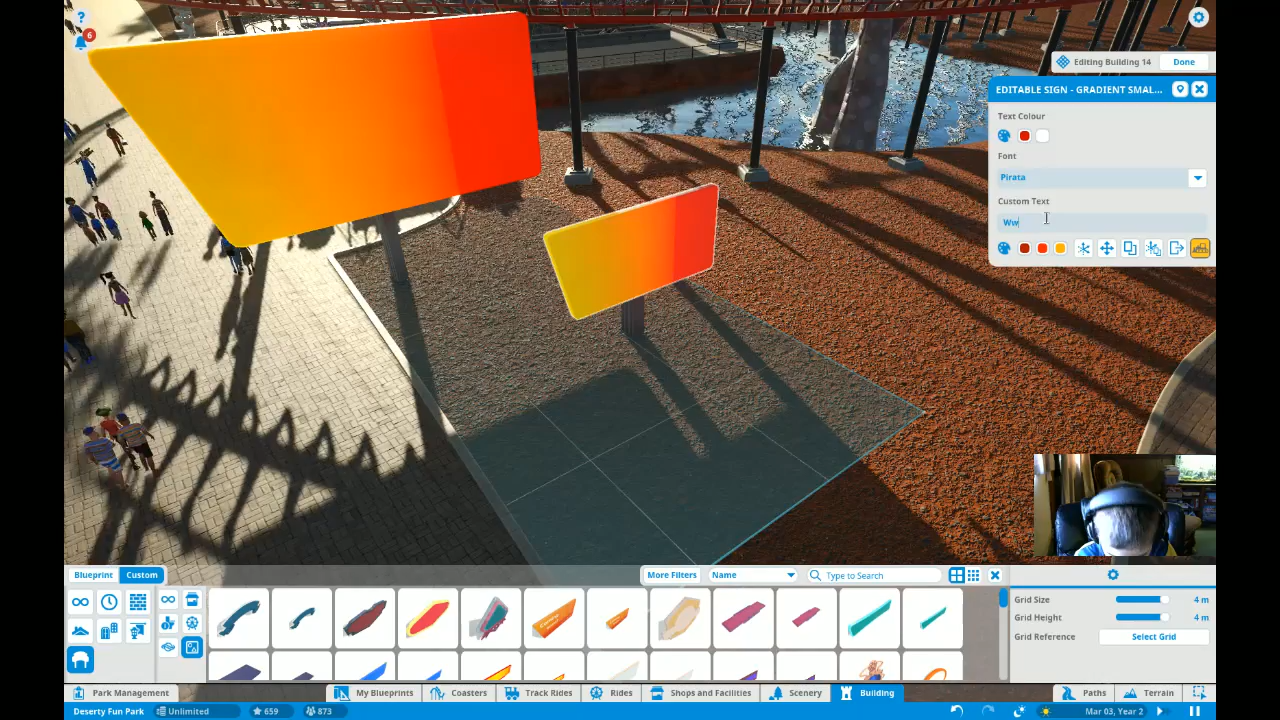 ?
6
Editing Building 14 Done
EDITABLE SIGN - GRADIENT SMAL...
Text Colour
Font
Pirata
Custom Text
Ww
Blueprint Custom More Filters Name Type to Search
Grid Size 4 m
Grid Height 4 m
Grid Reference Select Grid
Park Management My Blueprints Coasters Track Rides Rides Shops and Facilities Scenery Building Paths Terrain
Deserty Fun Park Unlimited 659 873 Mar 03, Year 2